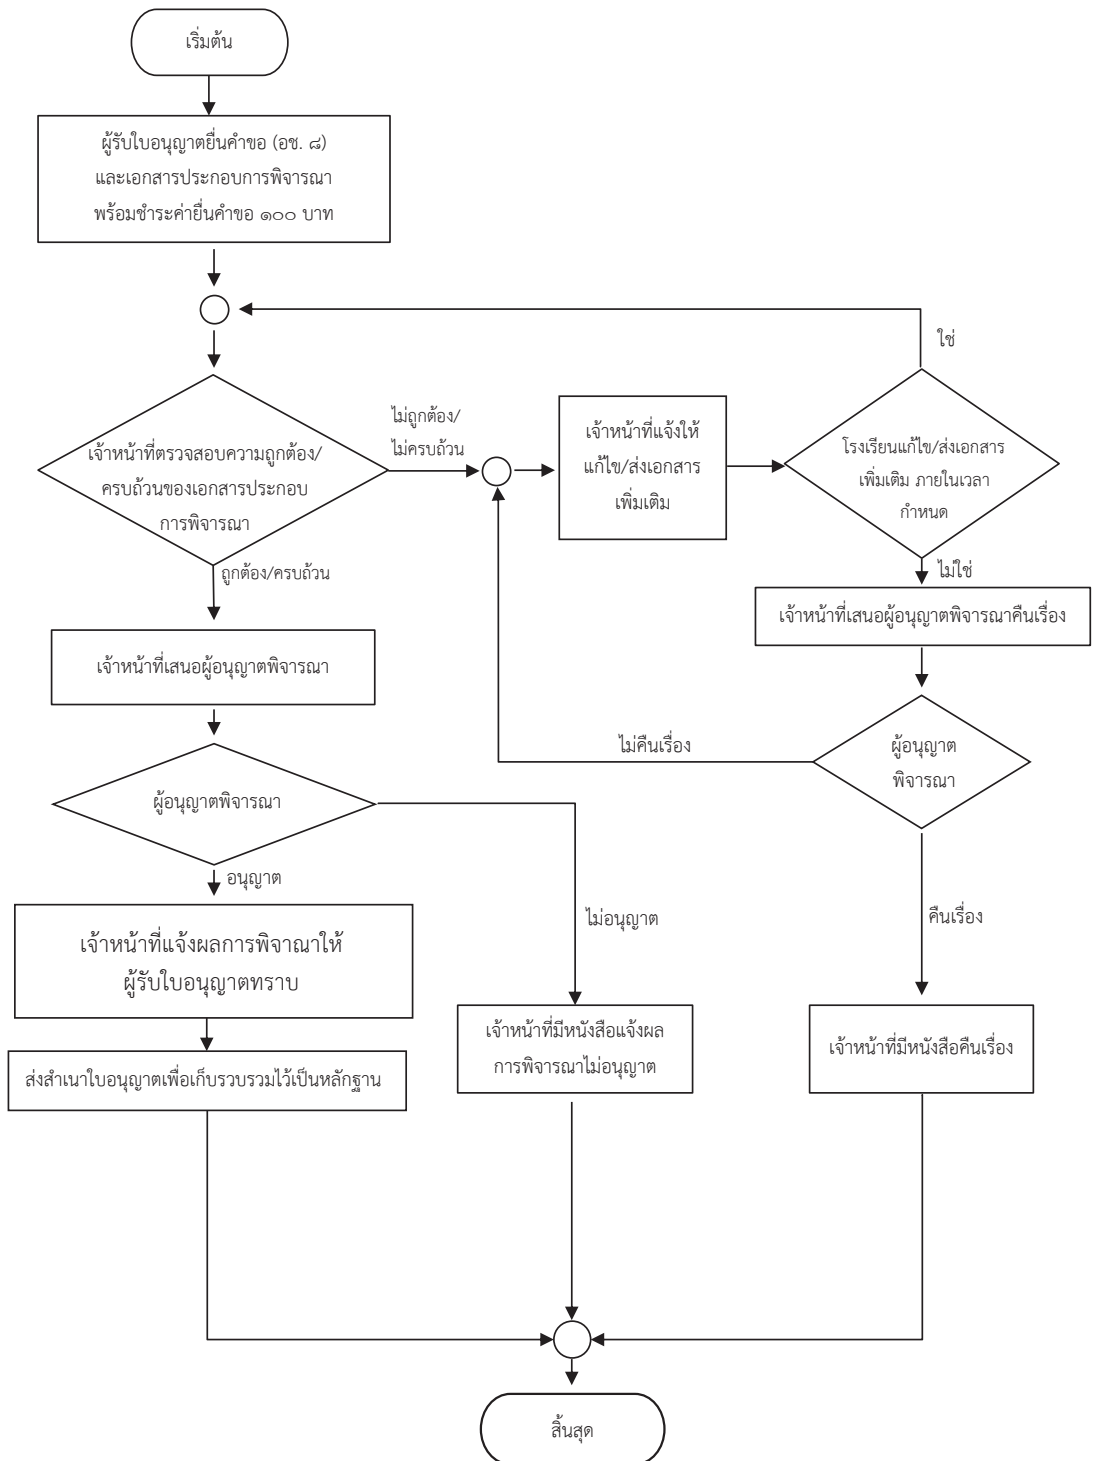 เริ่มต้น
ผู้รับใบอนุญาตยื่นคำขอ (อช. ๘)
และเอกสารประกอบการพิจารณา
พร้อมชำระค่ายื่นคำขอ ๑๐๐ บาท
ใช่
เจ้าหน้าที่ตรวจสอบความถูกต้อง/
ครบถ้วนของเอกสารประกอบ
การพิจารณา
ไม่ถูกต้อง/
ไม่ครบถ้วน
เจ้าหน้าที่แจ้งให้
แก้ไข/ส่งเอกสาร
เพิ่มเติม
โรงเรียนแก้ไข/ส่งเอกสาร
เพิ่มเติม ภายในเวลา
กำหนด
ถูกต้อง/ครบถ้วน
ไม่ใช่
เจ้าหน้าที่เสนอผู้อนุญาตพิจารณาคืนเรื่อง
เจ้าหน้าที่เสนอผู้อนุญาตพิจารณา
ไม่คืนเรื่อง
ผู้อนุญาต
พิจารณา
ผู้อนุญาตพิจารณา
อนุญาต
ไม่อนุญาต
คืนเรื่อง
เจ้าหน้าที่แจ้งผลการพิจาณาให้
ผู้รับใบอนุญาตทราบ
เจ้าหน้าที่มีหนังสือแจ้งผล
การพิจารณาไม่อนุญาต
เจ้าหน้าที่มีหนังสือคืนเรื่อง
ส่งสำเนาใบอนุญาตเพื่อเก็บรวบรวมไว้เป็นหลักฐาน
สิ้นสุด